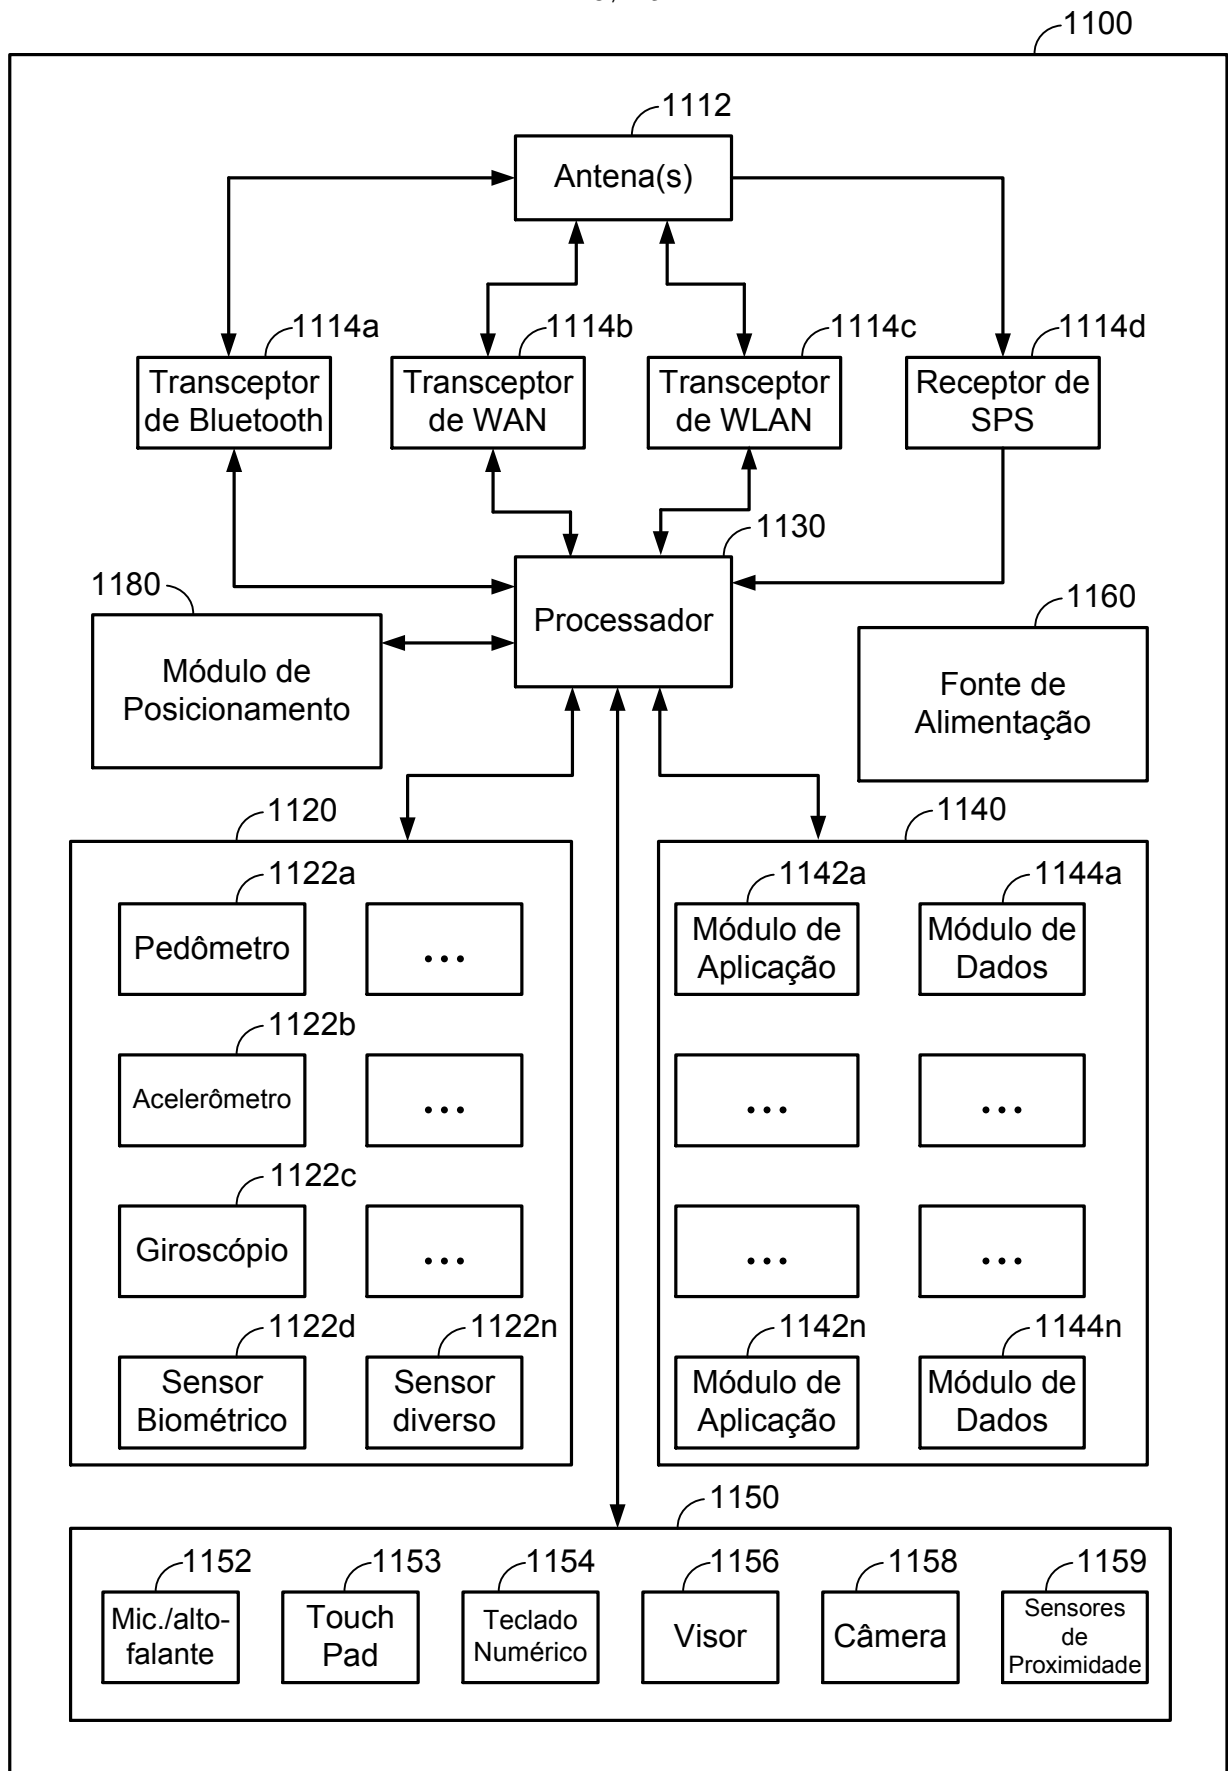 1100
1112
Antena(s)
1114a
1114b
1114c
1114d
Transceptor
de Bluetooth
Transceptor
de WAN
Transceptor
de WLAN
Receptor de
SPS
1130
Processador
1180
Módulo de
Posicionamento
1160
Fonte de
Alimentação
1120
1122a
Pedômetro
...
1122b
Acelerômetro
...
1122c
Giroscópio
...
1122d
Sensor
Biométrico
1122n
Sensor
diverso
1140
1142a
Módulo de
Aplicação
1144a
Módulo de
Dados
...
...
...
...
1142n
Módulo de
Aplicação
1144n
Módulo de
Dados
1150
1152
Mic./alto-
falante
1153
Touch
Pad
1154
Teclado
Numérico
1156
Visor
1158
Câmera
1159
Sensores
de
Proximidade